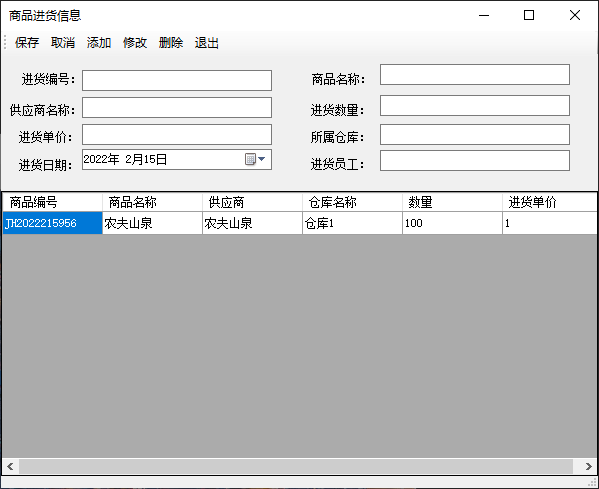 商品进货信息
保存 取消 添加 修改 删除 退出
进货编号： 商品名称：
供应商名称： 进货数量：
进货单价： 所属仓库：
进货日期： 2022年 2月15日 进货员工：
商品编号 商品名称 供应商 仓库名称 数量 进货单价
JH2022215956 农夫山泉 农夫山泉 仓库1 100 1